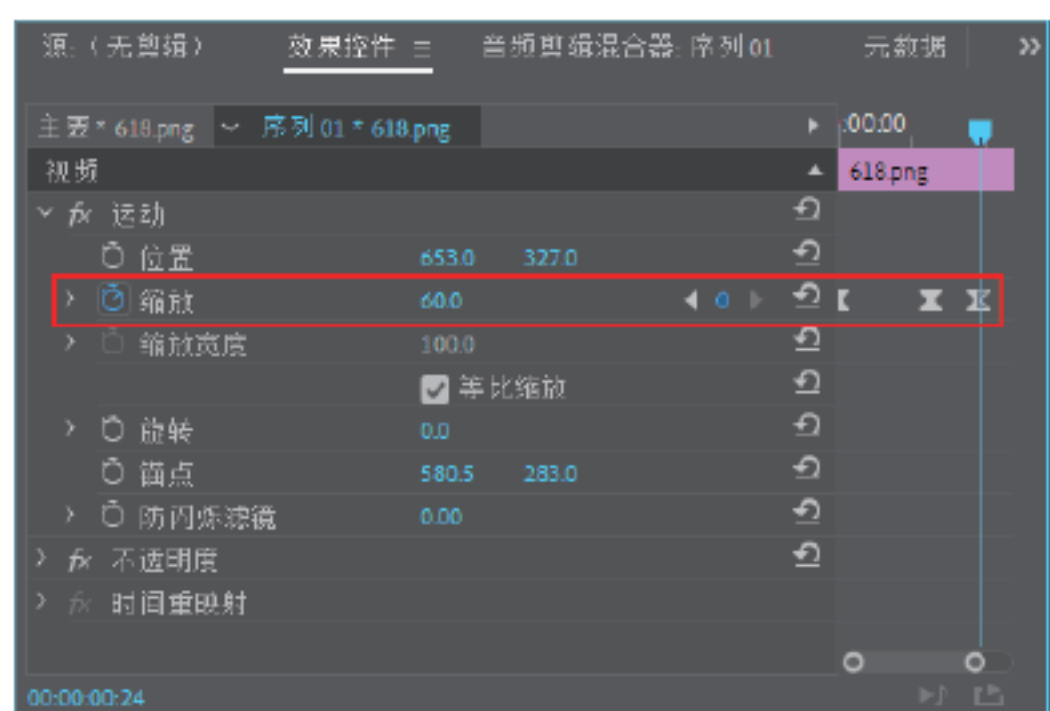 源:（无剪辑） 效果控件 音频剪辑混合器: 序列 01 元数据
主要 * 618.png 序列 01 * 618.png :00:00
视频 618.png
fx 运动
位置 653.0 327.0
缩放 60.0
缩放宽度 100.0
等比缩放
旋转 0.0
锚点 580.5 283.0
防闪烁滤镜 0.00
fx 不透明度
fx 时间重映射
00:00:00:24